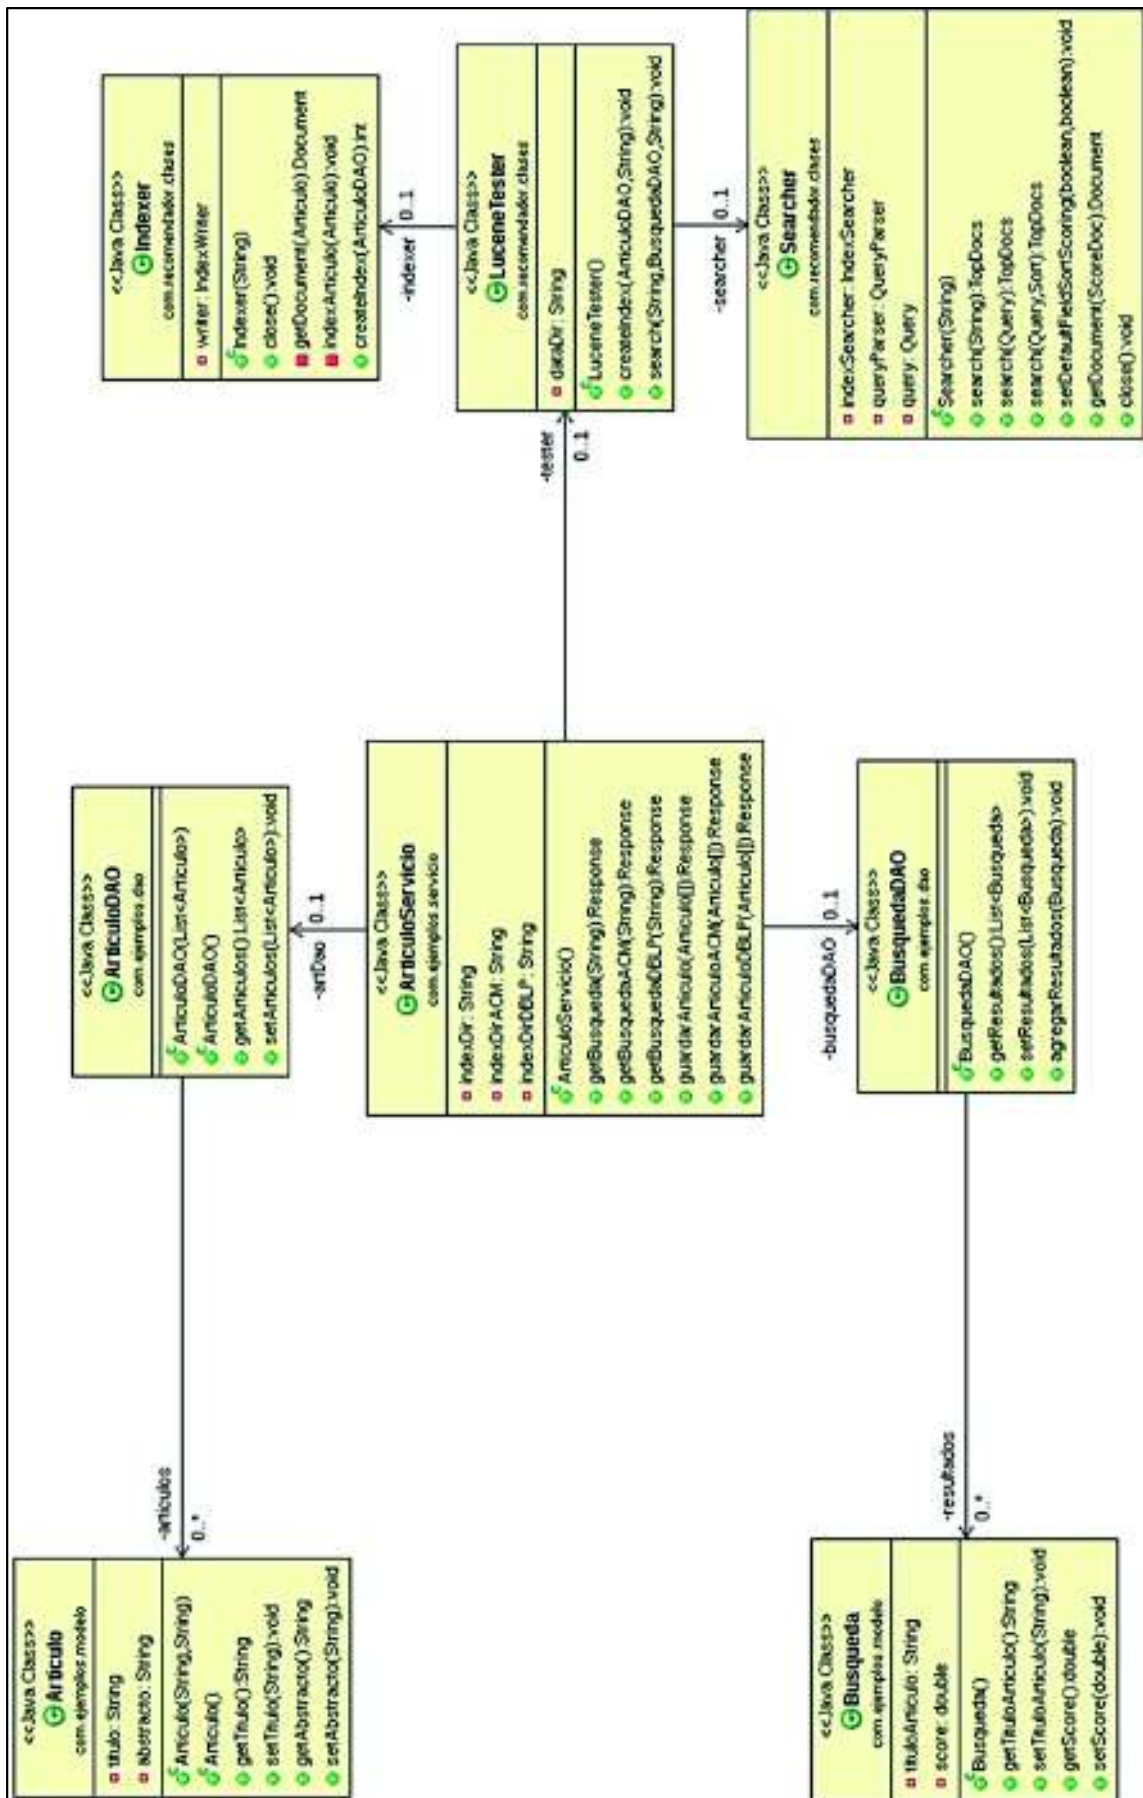 <<Java Class>>
Articulo
com.ejemplos.modelo
titulo: String
abstracto: String
Articulo(String,String)
Articulo()
getTitulo():String
setTitulo(String):void
getAbstracto():String
setAbstracto(String):void
-articulos
0..*
<<Java Class>>
ArticuloDAO
com.ejemplos.dao
ArticuloDAO(List<Articulo>)
ArticuloDAO()
getArticulos():List<Articulo>
setArticulos(List<Articulo>):void
-artDao
0..1
<<Java Class>>
Indexer
com.recomendador.clases
writer: IndexWriter
Indexer(String)
close():void
getDocument(Articulo):Document
indexArticulo(Articulo):void
createIndex(ArticuloDAO):int
-indexer
0..1
<<Java Class>>
ArticuloServicio
com.ejemplos.servicio
indexDir: String
indexDirACM: String
indexDirDBLP: String
ArticuloServicio()
getBusqueda(String):Response
getBusquedaACM(String):Response
getBusquedaDBLP(String):Response
guardarArticulo(Articulo[]):Response
guardarArticuloACM(Articulo[]):Response
guardarArticuloDBLP(Articulo[]):Response
-tester
0..1
<<Java Class>>
LuceneTester
com.recomendador.clases
dataDir: String
LuceneTester()
createIndex(ArticuloDAO,String):void
search(String,BusquedaDAO,String):void
<<Java Class>>
Busqueda
com.ejemplos.modelo
tituloArticulo: String
score: double
Busqueda()
getTituloArticulo():String
setTituloArticulo(String):void
getScore():double
setScore(double):void
-resultados
0..*
-busquedaDAO
0..1
<<Java Class>>
BusquedaDAO
com.ejemplos.dao
BusquedaDAO()
getResultados():List<Busqueda>
setResultados(List<Busqueda>):void
agregarResultados(Busqueda):void
-searcher
0..1
<<Java Class>>
Searcher
com.recomendador.clases
indexSearcher: IndexSearcher
queryParser: QueryParser
query: Query
Searcher(String)
search(String):TopDocs
search(Query):TopDocs
search(Query,Sort):TopDocs
setDefaultFieldSortScoring(boolean,boolean):void
getDocument(ScoreDoc):Document
close():void